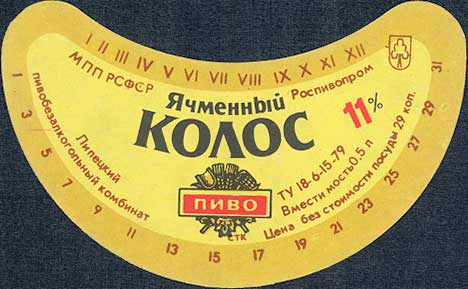 I II III IV V VI VII VIII IX X XI XII
МПП РСФСР
Роспивопром
Ячменный
КОЛОС
11%
Липецкий
пивобезалкогольный комбинат
ПИВО
СТК
ТУ 18-6-15-79
Вместимость 0,5 л
Цена без стоимости посуды 29 коп.
1 3 5 7 9 11 13 15 17 19 21 23 25 27 29 31